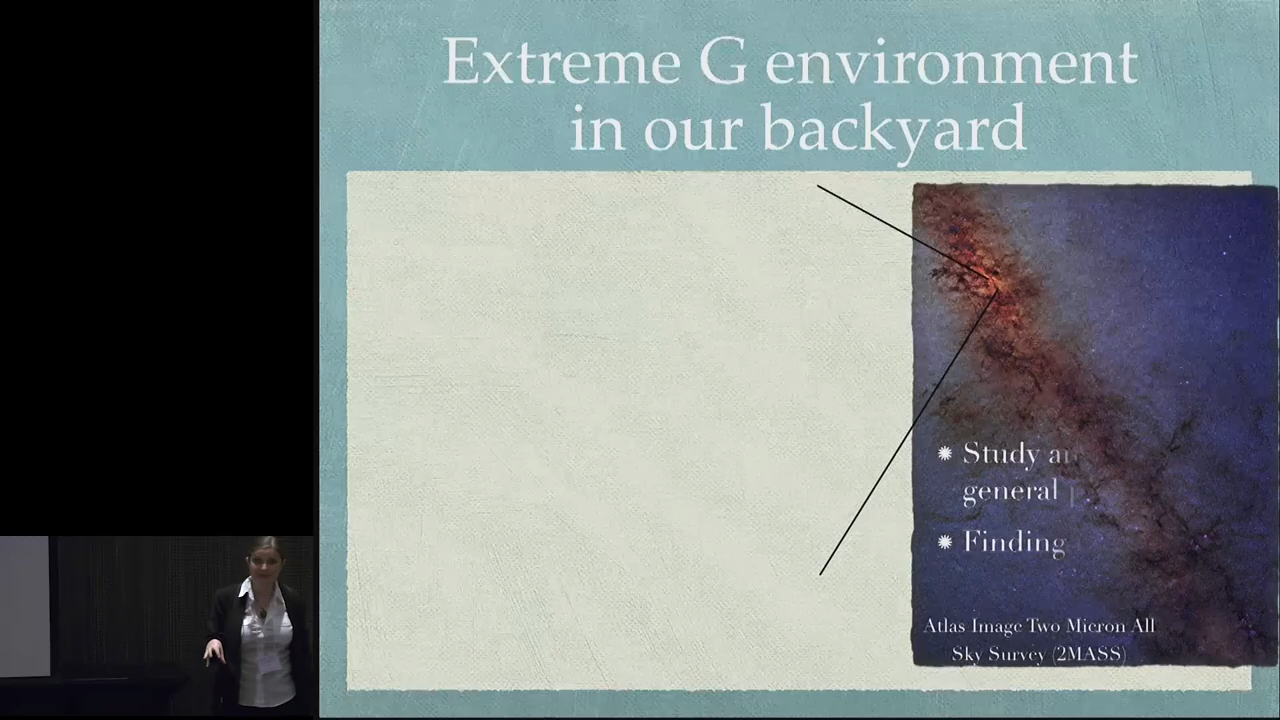 Extreme G environment
in our backyard
Study
general
Finding
Atlas Image Two Micron All
Sky Survey (2MASS)